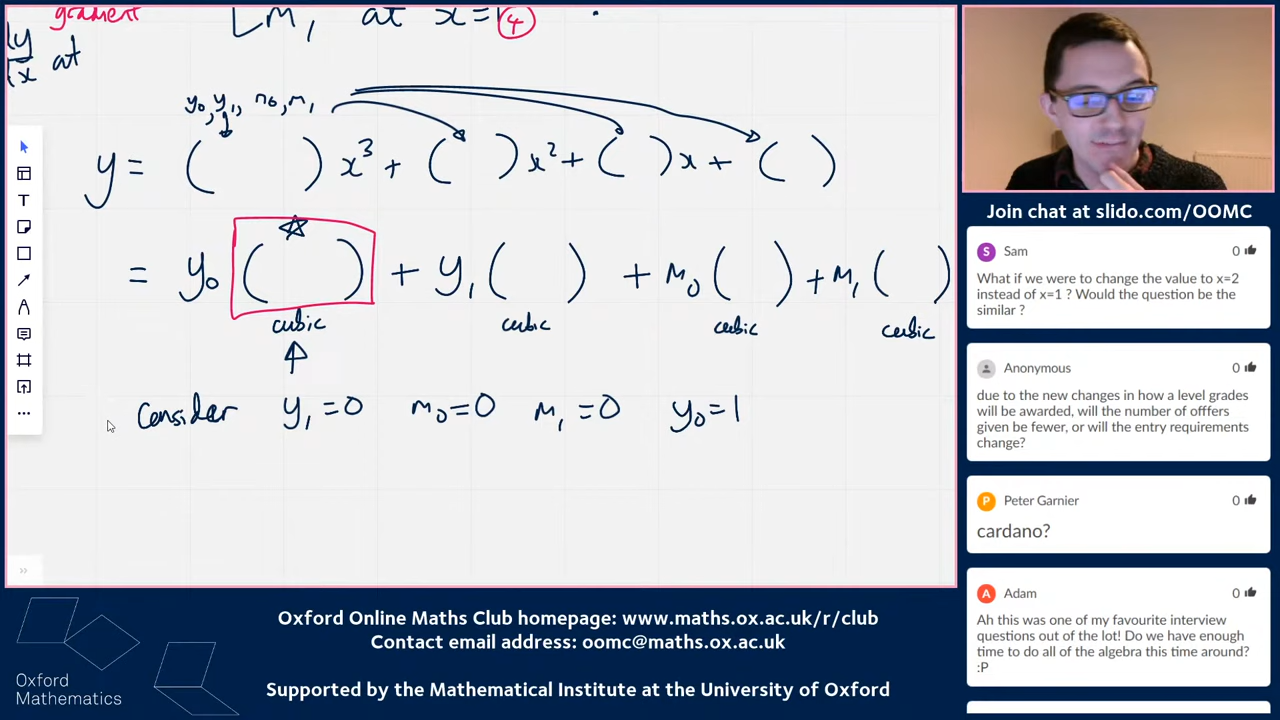 gradient [ m₁ at x=1 ④ .
dy/dx at
y₀, y₁, m₀, m₁
y = ( ) x³ + ( ) x² + ( ) x + ( )
☆
= y₀ ( ) + y₁ ( ) + m₀ ( ) + m₁ ( )
cubic cubic cubic cubic
Consider y₁=0 m₀=0 m₁=0 y₀=1
T
A
Join chat at slido.com/OOMC
S Sam 0
What if we were to change the value to x=2
instead of x=1 ? Would the question be the
similar ?
Anonymous 0
due to the new changes in how a level grades
will be awarded, will the number of offfers
given be fewer, or will the entry requirements
change?
P Peter Garnier 0
cardano?
A Adam 0
Ah this was one of my favourite interview
questions out of the lot! Do we have enough
time to do all of the algebra this time around?
:P
Oxford
Mathematics
Oxford Online Maths Club homepage: www.maths.ox.ac.uk/r/club
Contact email address: oomc@maths.ox.ac.uk
Supported by the Mathematical Institute at the University of Oxford